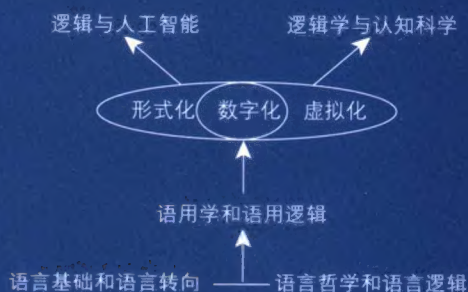 逻辑与人工智能 逻辑学与认知科学
形式化 数字化 虚拟化
语用学和语用逻辑
语言基础和语言转向 语言哲学和语言逻辑